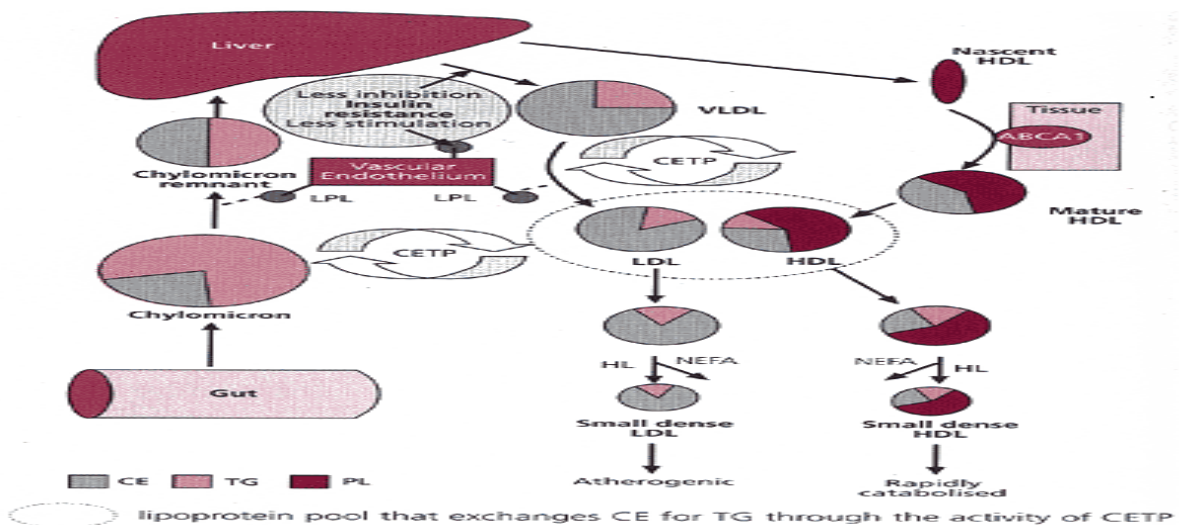 Liver
Nascent
HDL
Less inhibition
Insulin
resistance
Less stimulation
VLDL
Tissue
ABCA1
CETP
Vascular
Endothelium
Chylomicron
remnant
LPL
LPL
Mature
HDL
CETP
LDL
HDL
Chylomicron
HL
NEFA
NEFA
HL
Gut
Small dense
LDL
Small dense
HDL
CE
TG
PL
Atherogenic
Rapidly
catabolised
lipoprotein pool that exchanges CE for TG through the activity of CETP